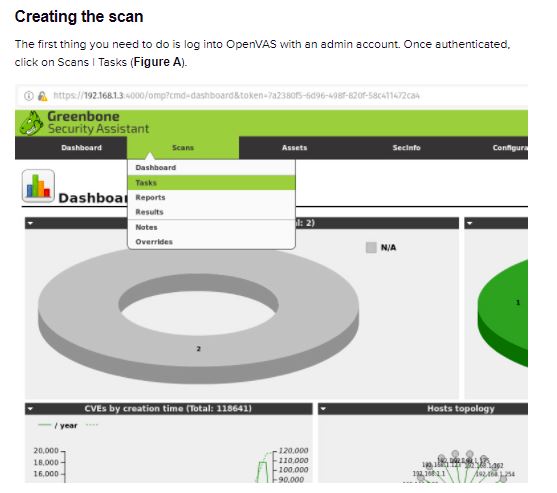 Creating the scan
The first thing you need to do is log into OpenVAS with an admin account. Once authenticated,
click on Scans | Tasks (Figure A).
https://192.168.1.3:4000/omp?cmd=dashboard&token=7a2380f5-6d96-498f-820f-58c411472ca4
Greenbone
Security Assistant
Dashboard Scans Assets SecInfo Configura
Dashboard
Tasks
Reports
Results
Notes
Overrides
Dashboa
l: 2)
N/A
2
1
CVEs by creation time (Total: 118641)
Hosts topology
/ year
20,000
18,000
16,000
120,000
110,000
100,000
90,000
192.168.1.1
192.168.1.254